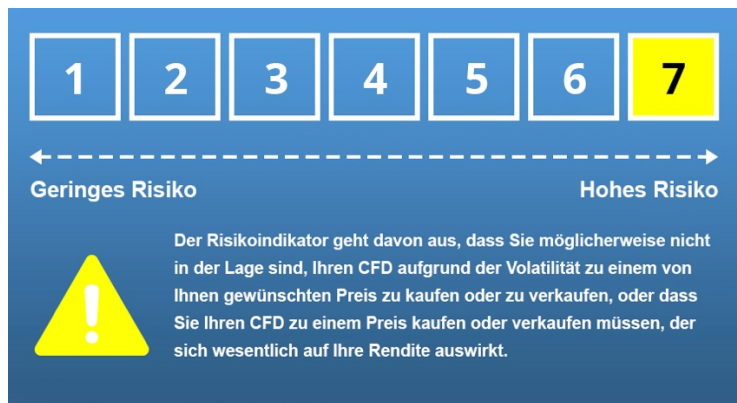 1 2 3 4 5 6 7
Geringes Risiko Hohes Risiko
Der Risikoindikator geht davon aus, dass Sie möglicherweise nicht
in der Lage sind, Ihren CFD aufgrund der Volatilität zu einem von
Ihnen gewünschten Preis zu kaufen oder zu verkaufen, oder dass
Sie Ihren CFD zu einem Preis kaufen oder verkaufen müssen, der
sich wesentlich auf Ihre Rendite auswirkt.